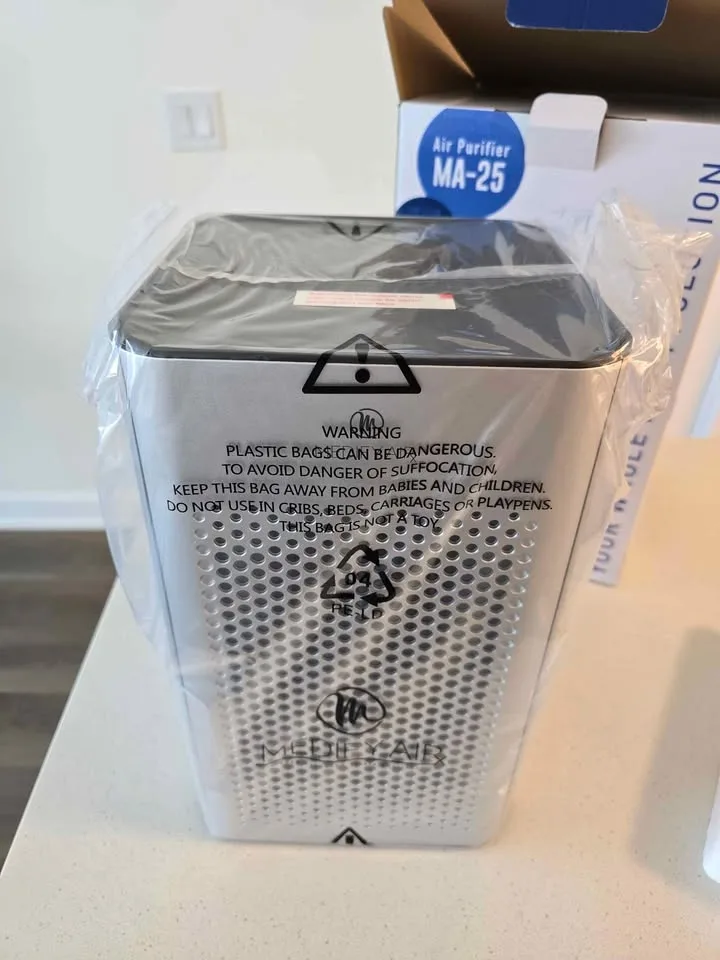 Air Purifier
MA-25
WARNING
PLASTIC BAGS CAN BE DANGEROUS.
TO AVOID DANGER OF SUFFOCATION,
KEEP THIS BAG AWAY FROM BABIES AND CHILDREN.
DO NOT USE IN CRIBS, BEDS, CARRIAGES OR PLAYPENS.
THIS BAG IS NOT A TOY.
04
PE-LD
m
MEDIFY AIR